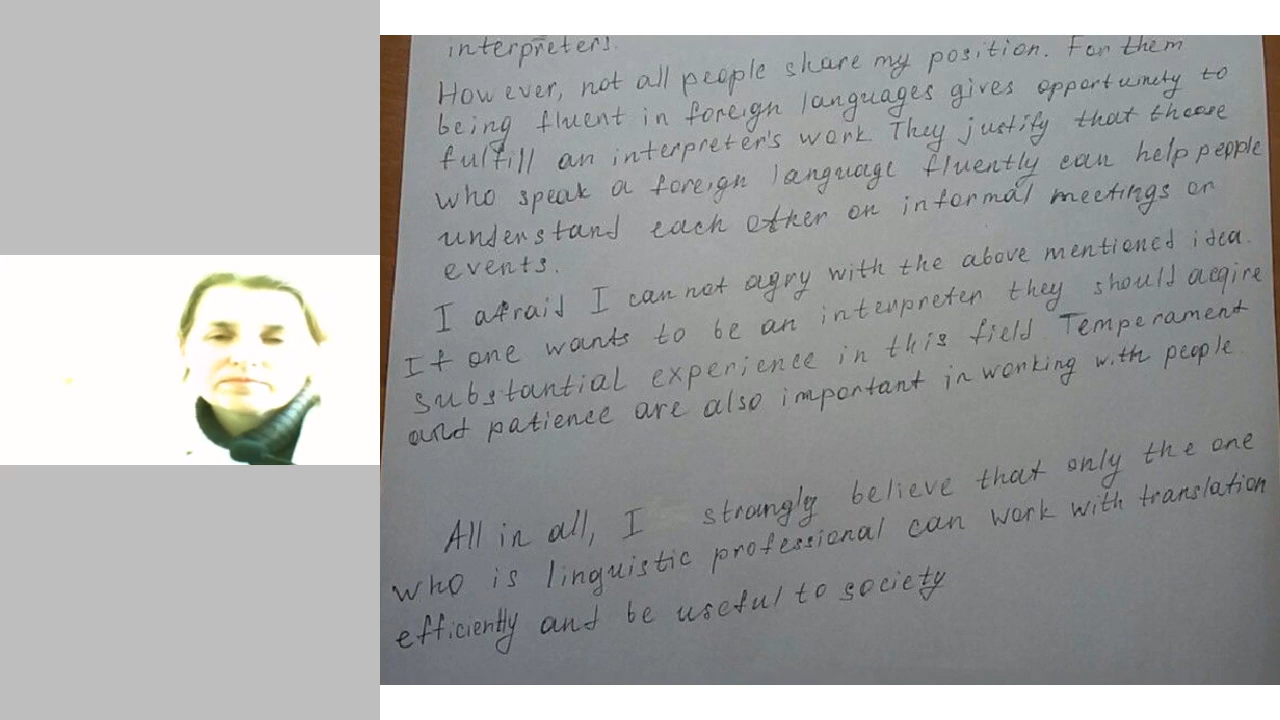 interpreters.
However, not all people share my position. For them
being fluent in foreign languages gives opportunity to
fulfill an interpreter's work They justify that
who speak a foreign language fluently can help people
understand each other on informal meetings or
events.
I afraid I can not agry with the above mentioned idea.
If one wants to be an interpreter they should aeqire
substantial experience in this field Temperament
and patience are also important in working with people
All in all, I strongly believe that only the one
who is linguistic professional can work with translation
efficiently and be useful to society